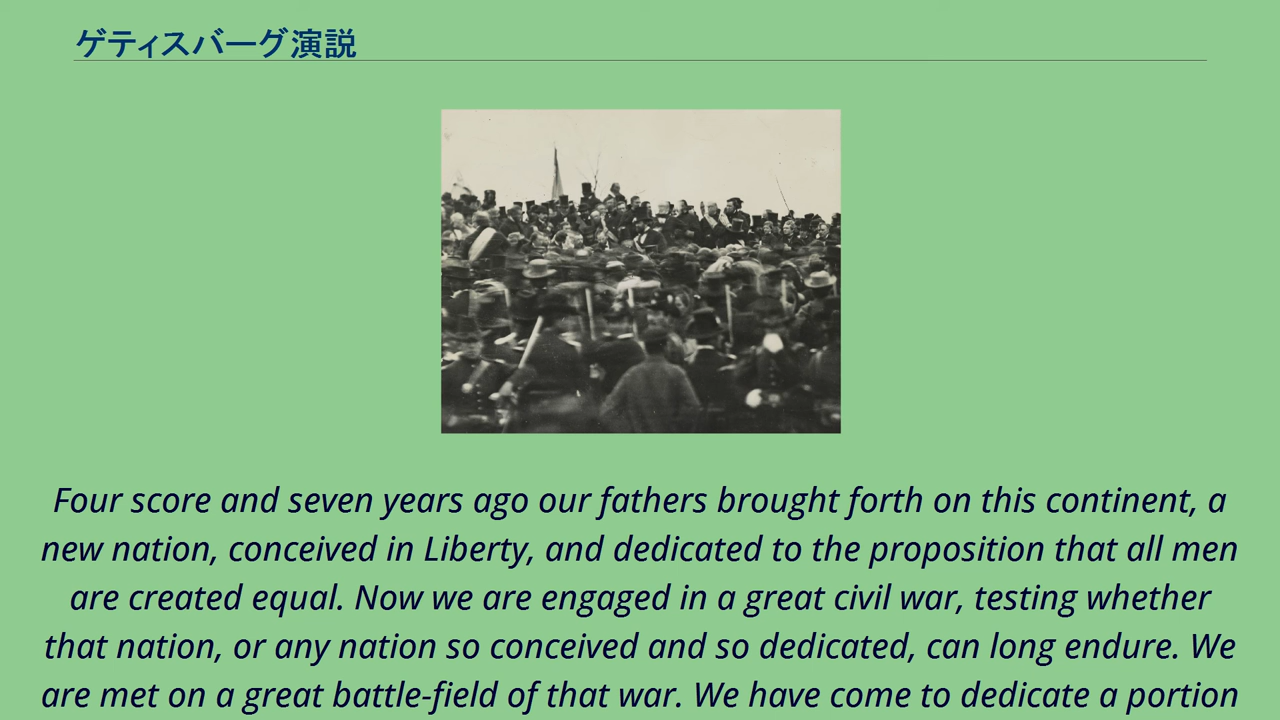 ゲティスバーグ演説
Four score and seven years ago our fathers brought forth on this continent, a
new nation, conceived in Liberty, and dedicated to the proposition that all men
are created equal. Now we are engaged in a great civil war, testing whether
that nation, or any nation so conceived and so dedicated, can long endure. We
are met on a great battle-field of that war. We have come to dedicate a portion